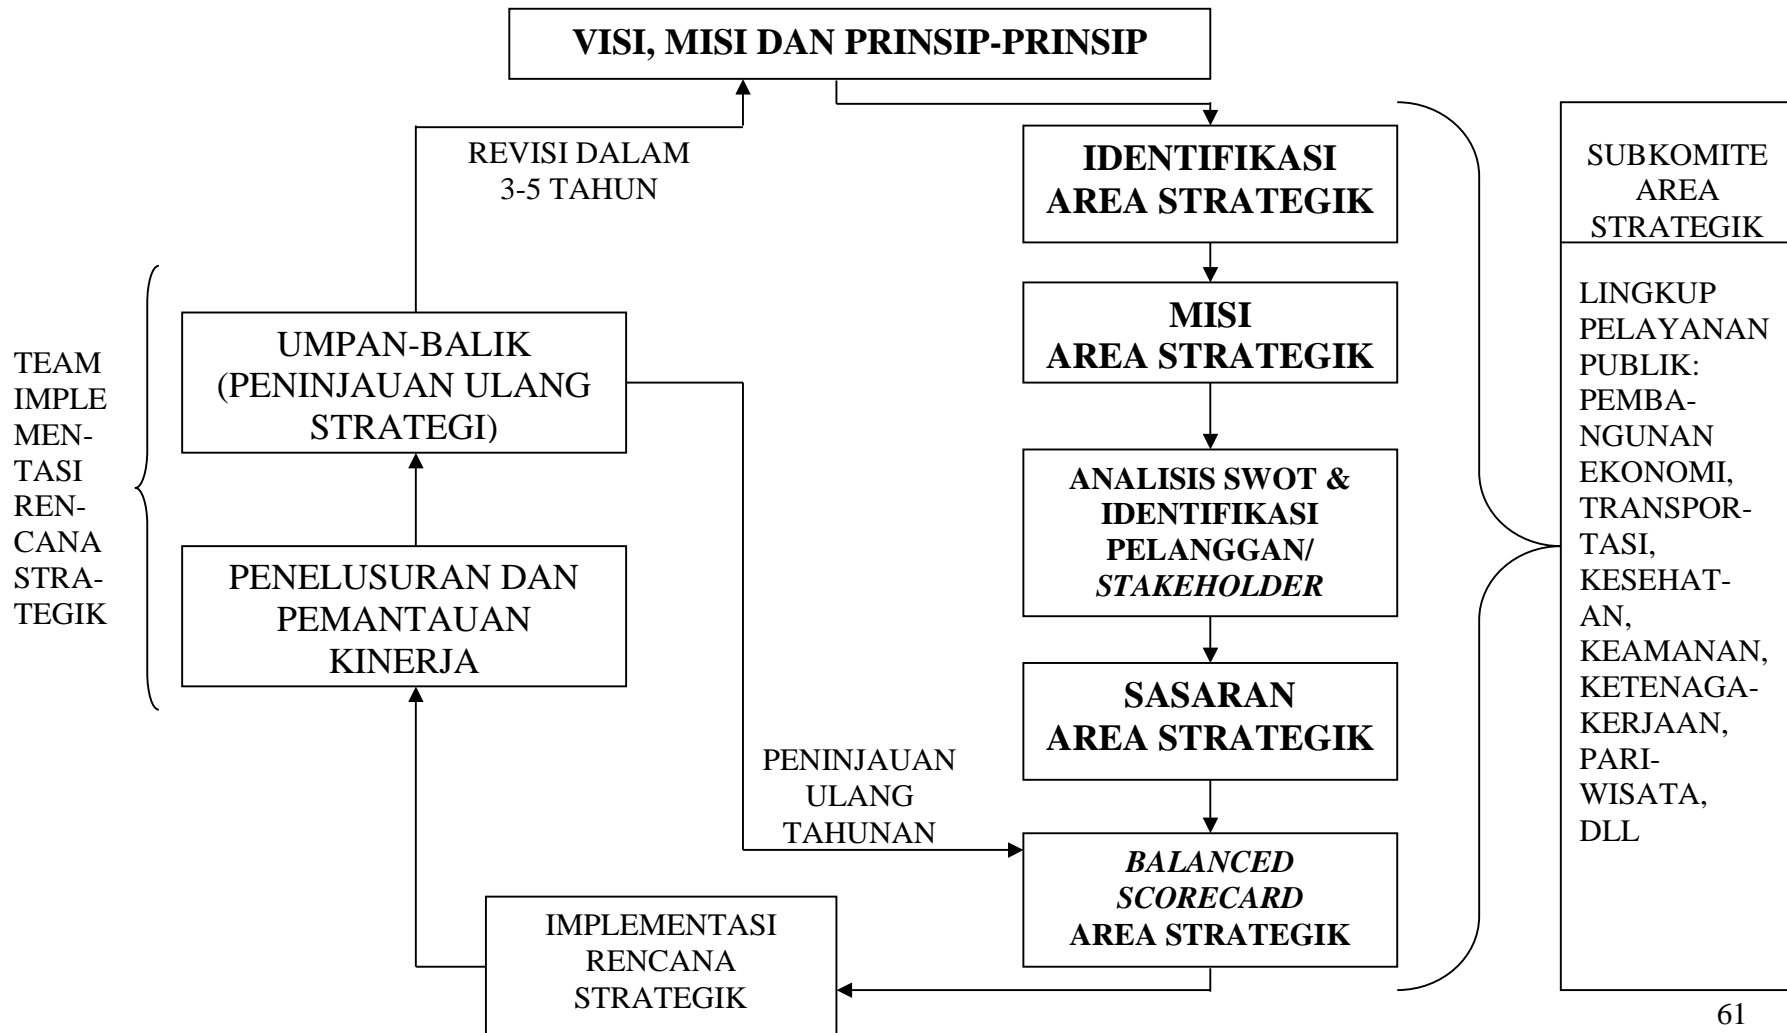 VISI, MISI DAN PRINSIP-PRINSIP
REVISI DALAM
3-5 TAHUN
IDENTIFIKASI
AREA STRATEGIK
MISI
AREA STRATEGIK
ANALISIS SWOT &
IDENTIFIKASI
PELANGGAN/
STAKEHOLDER
SASARAN
AREA STRATEGIK
BALANCED
SCORECARD
AREA STRATEGIK
IMPLEMENTASI
RENCANA
STRATEGIK
PENELUSURAN DAN
PEMANTAUAN
KINERJA
UMPAN-BALIK
(PENINJAUAN ULANG
STRATEGI)
PENINJAUAN
ULANG
TAHUNAN
TEAM
IMPLE
MEN-
TASI
REN-
CANA
STRA-
TEGIK
SUBKOMITE
AREA
STRATEGIK
LINGKUP
PELAYANAN
PUBLIK:
PEMBA-
NGUNAN
EKONOMI,
TRANSPOR-
TASI,
KESEHAT-
AN,
KEAMANAN,
KETENAGA-
KERJAAN,
PARI-
WISATA,
DLL
61